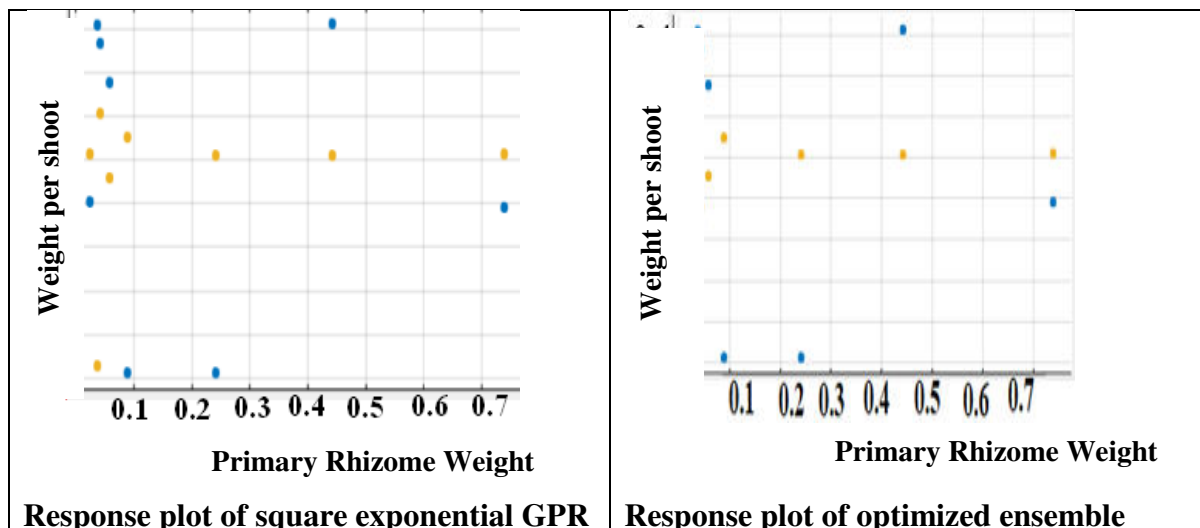 Weight per shoot
0.1 0.2 0.3 0.4 0.5 0.6 0.7
Primary Rhizome Weight
Response plot of square exponential GPR
Weight per shoot
0.1 0.2 0.3 0.4 0.5 0.6 0.7
Primary Rhizome Weight
Response plot of optimized ensemble